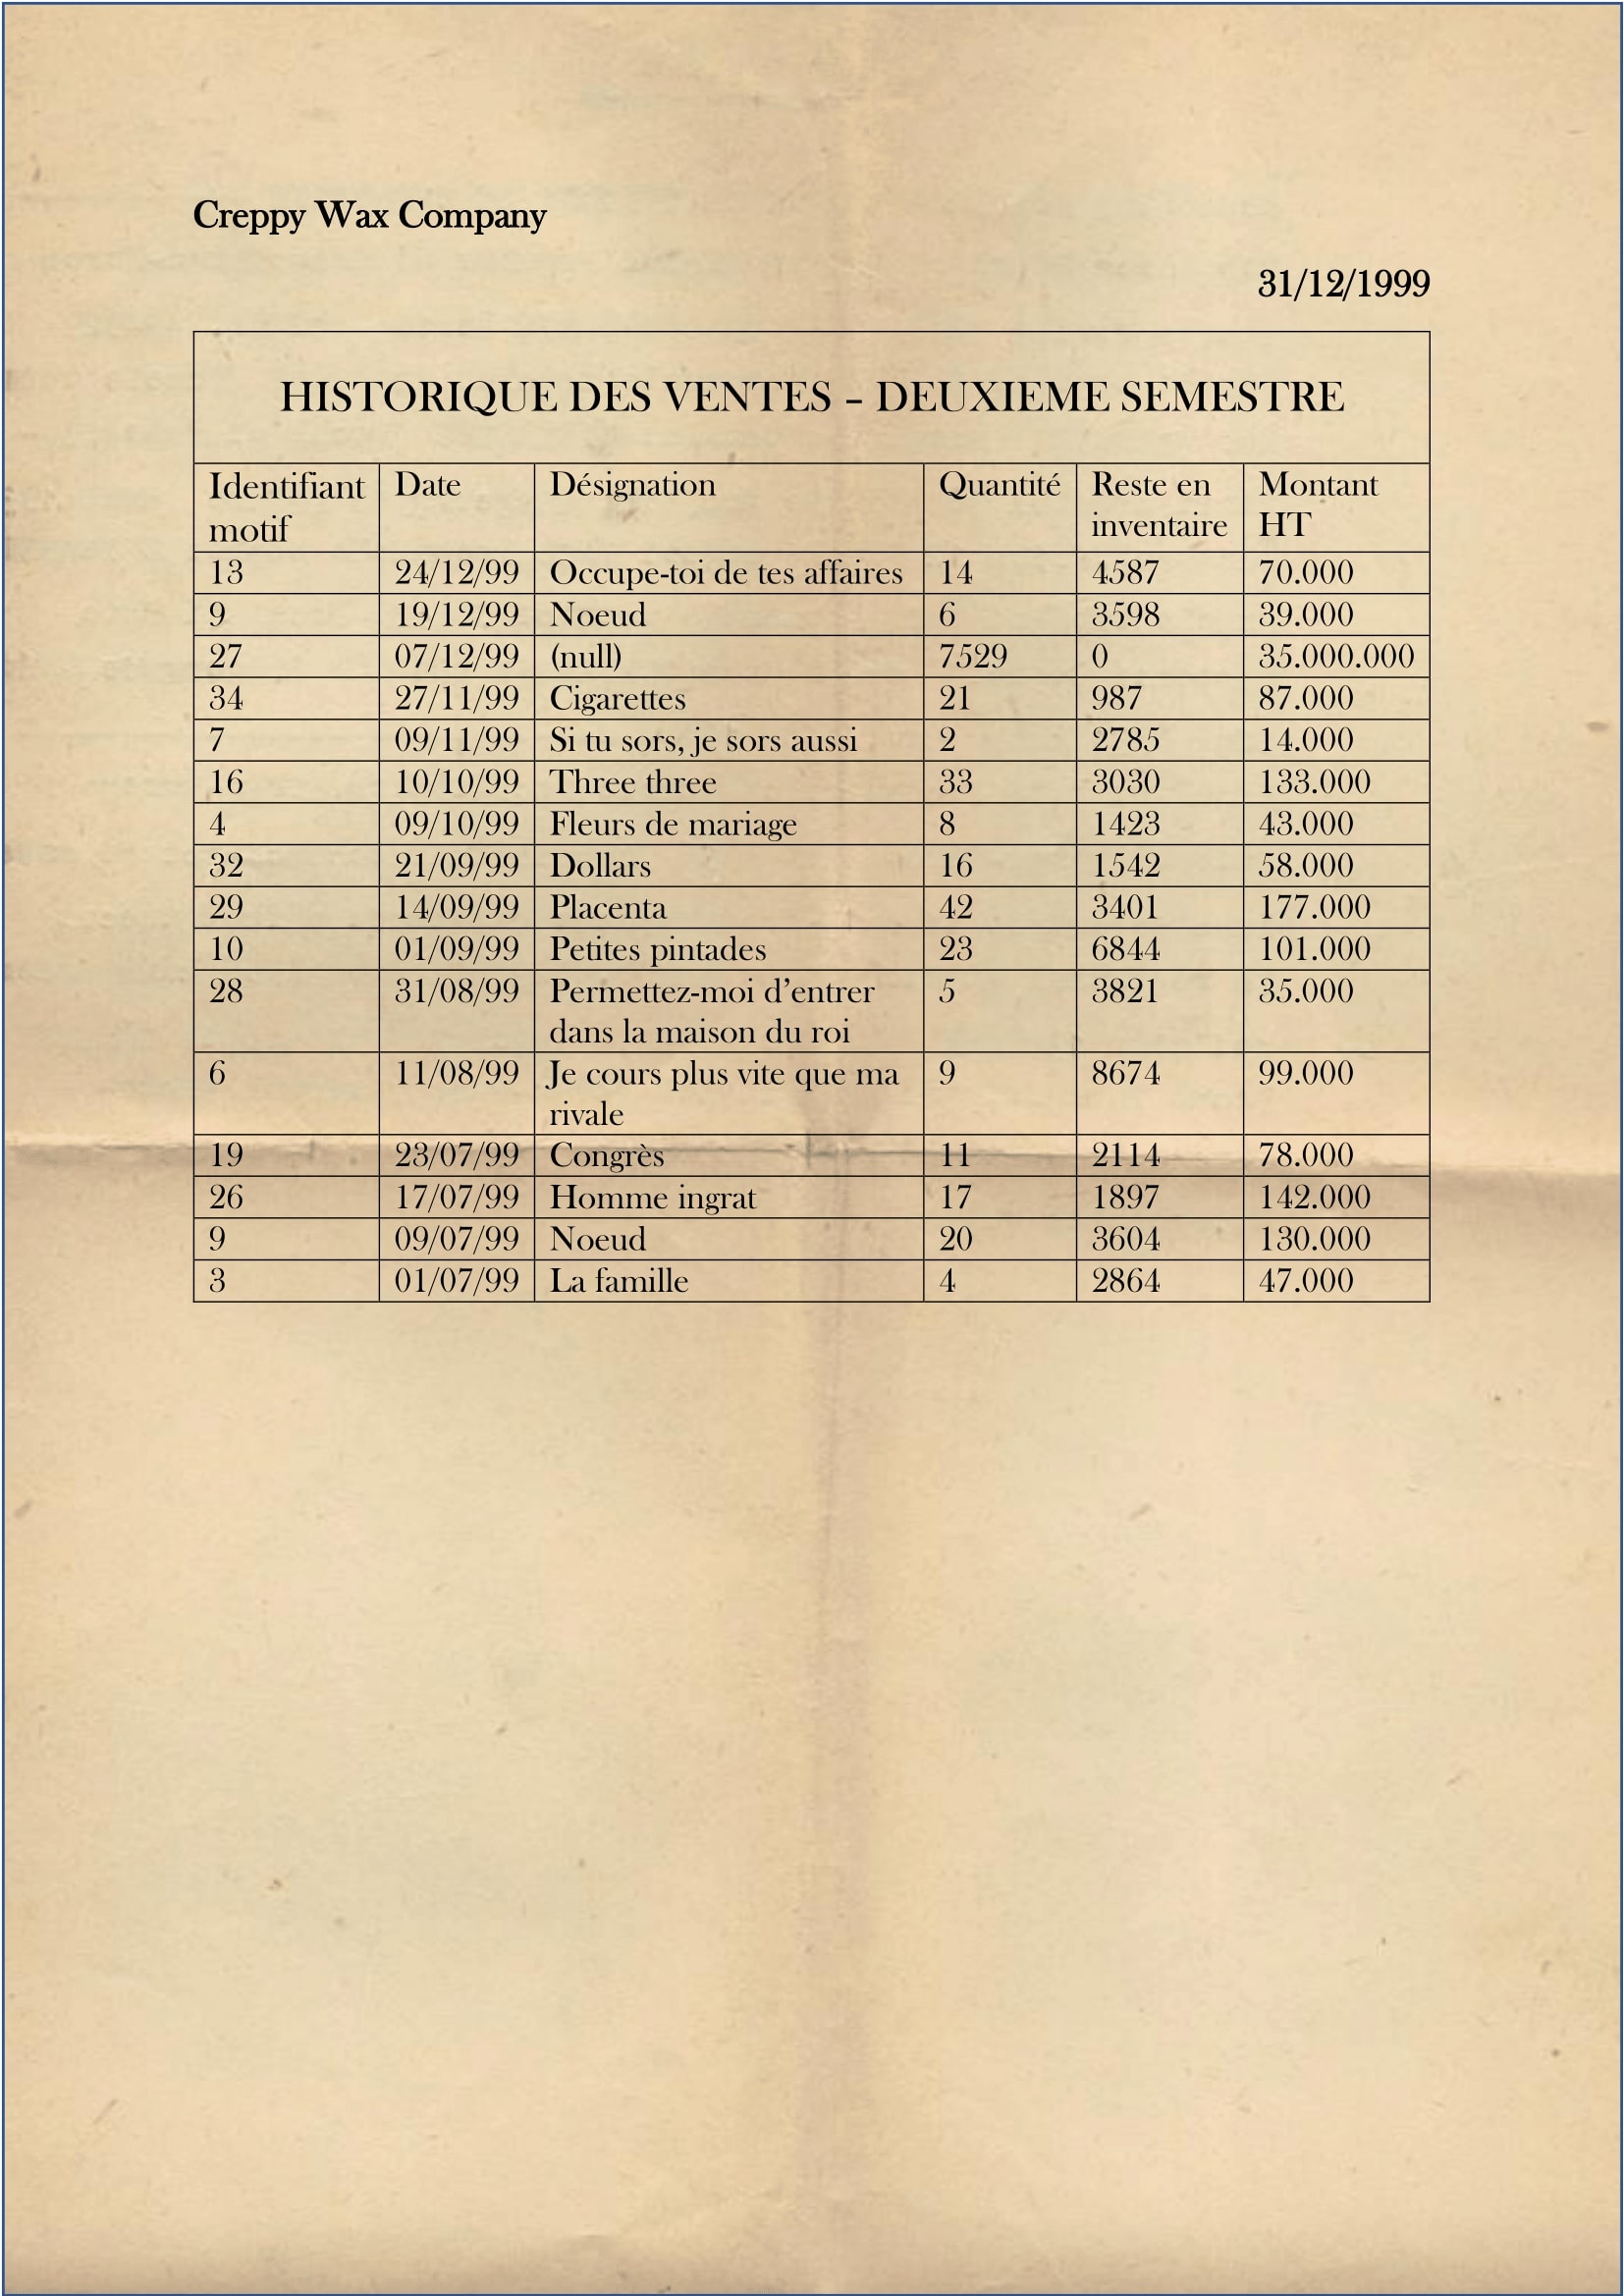 Creppy Wax Company
31/12/1999
HISTORIQUE DES VENTES – DEUXIEME SEMESTRE
Identifiant motif Date Désignation Quantité Reste en inventaire Montant HT
13 24/12/99 Occupe-toi de tes affaires 14 4587 70.000
9 19/12/99 Noeud 6 3598 39.000
27 07/12/99 (null) 7529 0 35.000.000
34 27/11/99 Cigarettes 21 987 87.000
7 09/11/99 Si tu sors, je sors aussi 2 2785 14.000
16 10/10/99 Three three 33 3030 133.000
4 09/10/99 Fleurs de mariage 8 1423 43.000
32 21/09/99 Dollars 16 1542 58.000
29 14/09/99 Placenta 42 3401 177.000
10 01/09/99 Petites pintades 23 6844 101.000
28 31/08/99 Permettez-moi d’entrer dans la maison du roi 5 3821 35.000
6 11/08/99 Je cours plus vite que ma rivale 9 8674 99.000
19 23/07/99 Congrès 11 2114 78.000
26 17/07/99 Homme ingrat 17 1897 142.000
9 09/07/99 Noeud 20 3604 130.000
3 01/07/99 La famille 4 2864 47.000